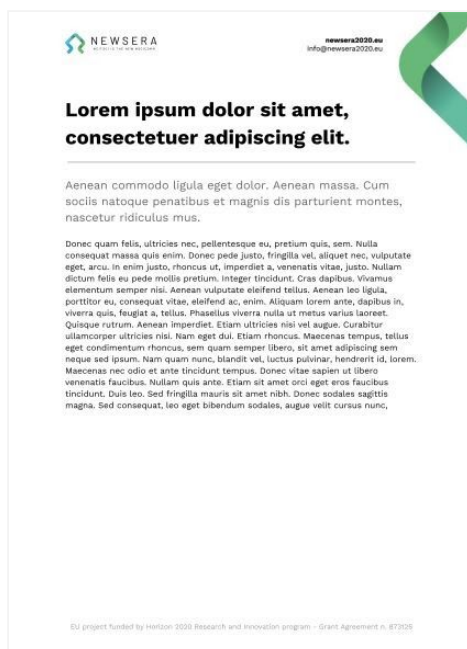 NEWSERA
CITIZEN SCIENCE AS THE NEW
newsera2020.eu
info@newsera2020.eu
Lorem ipsum dolor sit amet,
consectetuer adipiscing elit.
Aenean commodo ligula eget dolor. Aenean massa. Cum
sociis natoque penatibus et magnis dis parturient montes,
nascetur ridiculus mus.
Donec quam felis, ultricies nec, pellentesque eu, pretium quis, sem. Nulla
consequat massa quis enim. Donec pede justo, fringilla vel, aliquet nec, vulputate
eget, arcu. In enim justo, rhoncus ut, imperdiet a, venenatis vitae, justo. Nullam
dictum felis eu pede mollis pretium. Integer tincidunt. Cras dapibus. Vivamus
elementum semper nisi. Aenean vulputate eleifend tellus. Aenean leo ligula,
porttitor eu, consequat vitae, eleifend ac, enim. Aliquam lorem ante, dapibus in,
viverra quis, feugiat a, tellus. Phasellus viverra nulla ut metus varius laoreet.
Quisque rutrum. Aenean imperdiet. Etiam ultricies nisi vel augue. Curabitur
ullamcorper ultricies nisi. Nam eget dui. Etiam rhoncus. Maecenas tempus, tellus
eget condimentum rhoncus, sem quam semper libero, sit amet adipiscing sem
neque sed ipsum. Nam quam nunc, blandit vel, luctus pulvinar, hendrerit id, lorem.
Maecenas nec odio et ante tincidunt tempus. Donec vitae sapien ut libero
venenatis faucibus. Nullam quis ante. Etiam sit amet orci eget eros faucibus
tincidunt. Duis leo. Sed fringilla mauris sit amet nibh. Donec sodales sagittis
magna. Sed consequat, leo eget bibendum sodales, augue velit cursus nunc,
EU project funded by Horizon 2020 Research and Innovation program - Grant Agreement n. 873125